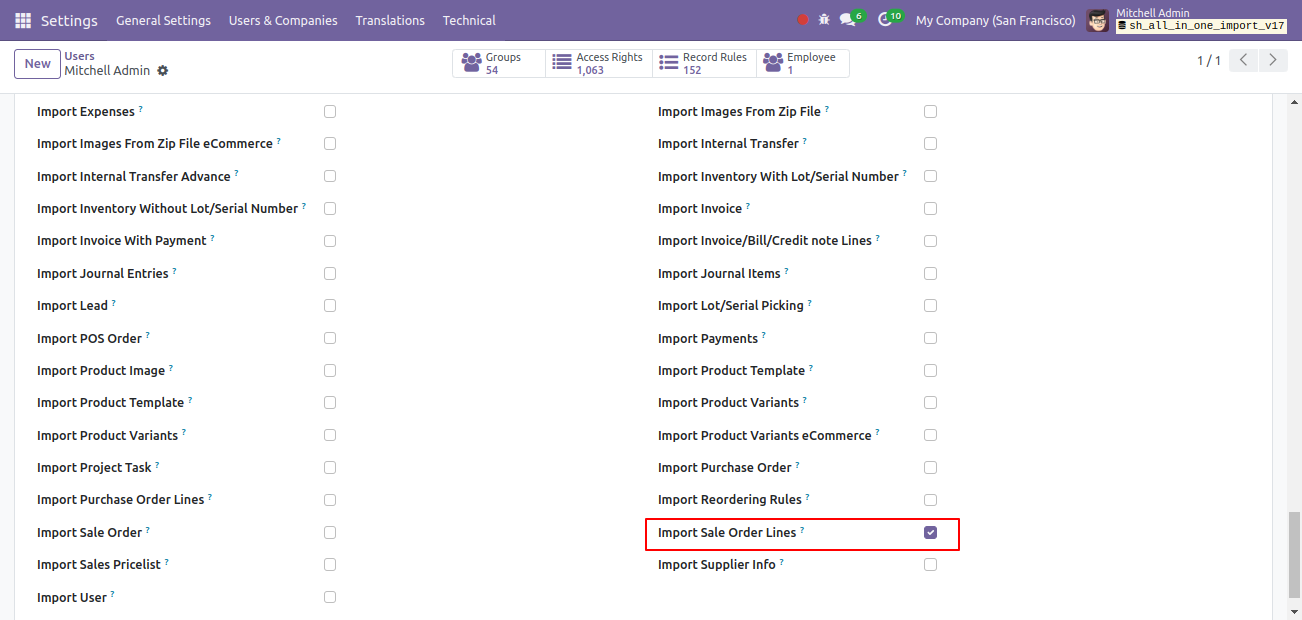 Settings General Settings Users & Companies Translations Technical 6 10 My Company (San Francisco) Mitchell Admin
sh_all_in_one_import_v17
New Users
Mitchell Admin
Groups 54 Access Rights 1,063 Record Rules 152 Employee 1 1 / 1
Import Expenses ? Import Images From Zip File ?
Import Images From Zip File eCommerce ? Import Internal Transfer ?
Import Internal Transfer Advance ? Import Inventory With Lot/Serial Number ?
Import Inventory Without Lot/Serial Number ? Import Invoice ?
Import Invoice With Payment ? Import Invoice/Bill/Credit note Lines ?
Import Journal Entries ? Import Journal Items ?
Import Lead ? Import Lot/Serial Picking ?
Import POS Order ? Import Payments ?
Import Product Image ? Import Product Template ?
Import Product Template ? Import Product Variants ?
Import Product Variants ? Import Product Variants eCommerce ?
Import Project Task ? Import Purchase Order ?
Import Purchase Order Lines ? Import Reordering Rules ?
Import Sale Order ? Import Sale Order Lines ?
Import Sales Pricelist ? Import Supplier Info ?
Import User ?